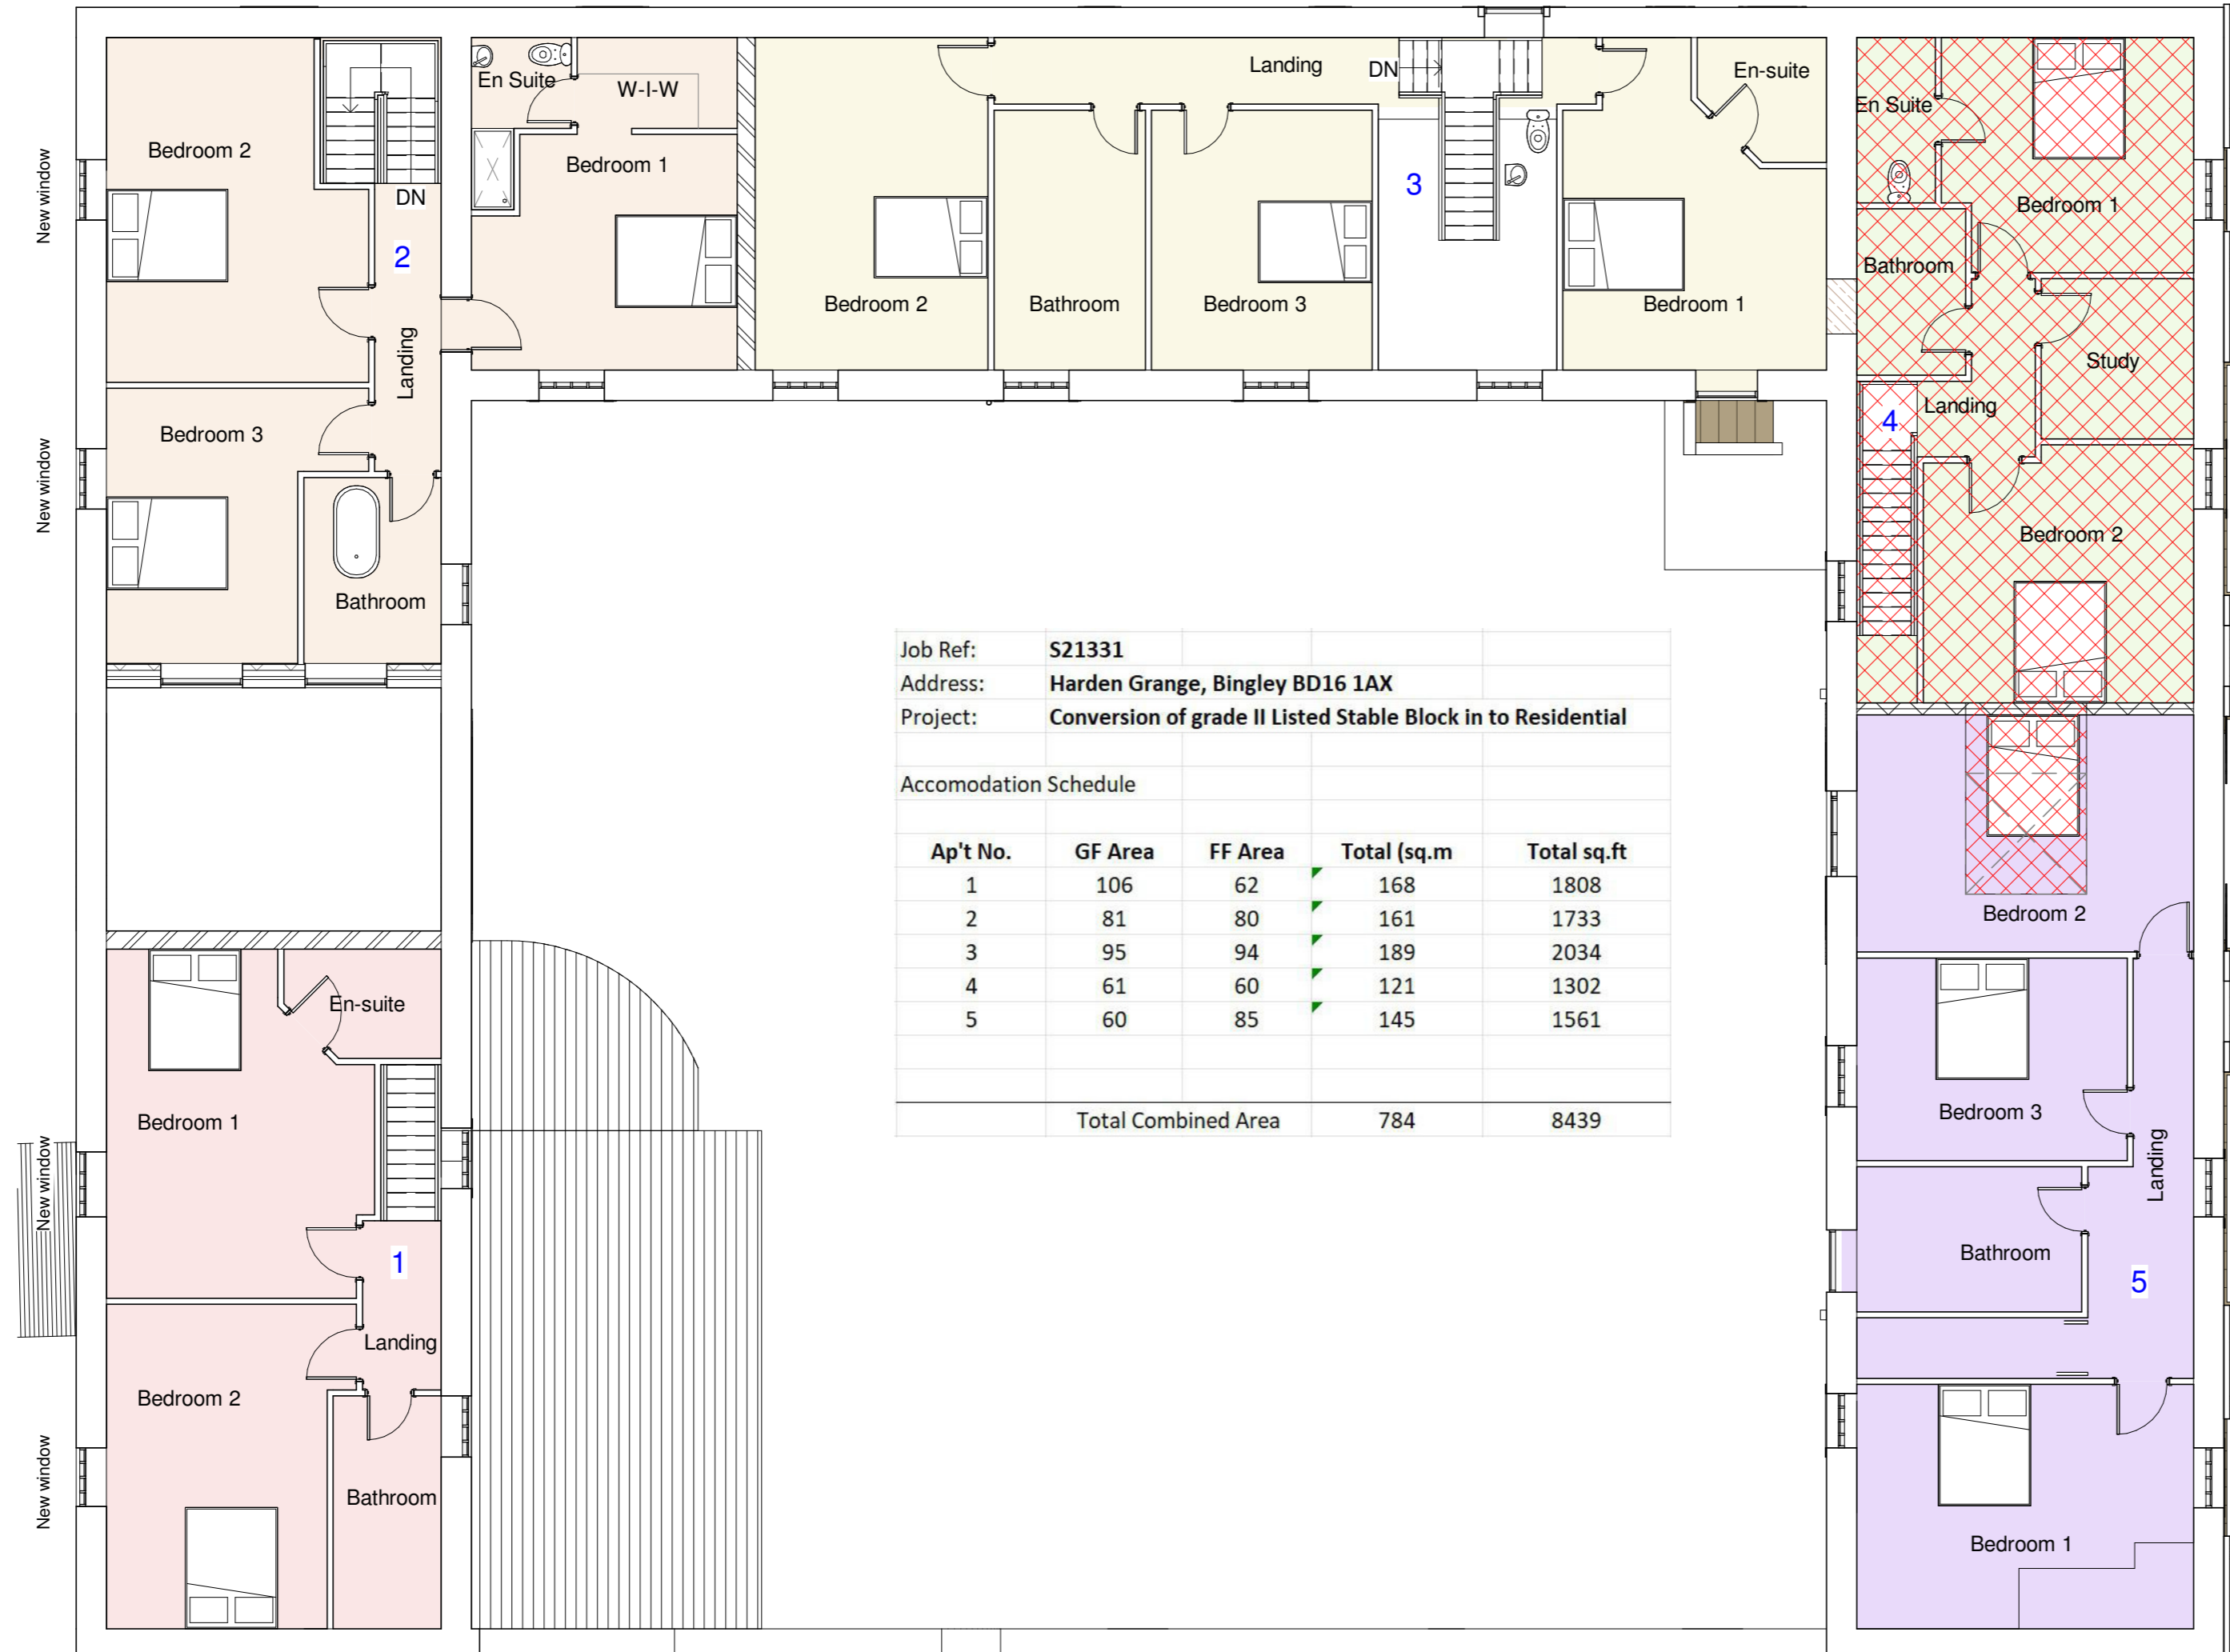 Bedroom 2
DN
2
Landing
Bedroom 3
Bathroom
New window
New window
En Suite
W-I-W
Bedroom 1
Bedroom 2
Bathroom
Bedroom 3
Landing
DN
3
Bedroom 1
En-suite
En Suite
Bedroom 1
Bathroom
Study
Landing
4
Bedroom 2
Job Ref: S21331
Address: Harden Grange, Bingley BD16 1AX
Project: Conversion of grade II Listed Stable Block in to Residential
Accomodation Schedule
Ap't No. GF Area FF Area Total (sq.m Total sq.ft
1 106 62 168 1808
2 81 80 161 1733
3 95 94 189 2034
4 61 60 121 1302
5 60 85 145 1561
Total Combined Area 784 8439
En-suite
Bedroom 1
1
Landing
Bedroom 2
Bathroom
New window
New window
Bedroom 2
Bedroom 3
Landing
Bathroom
5
Bedroom 1